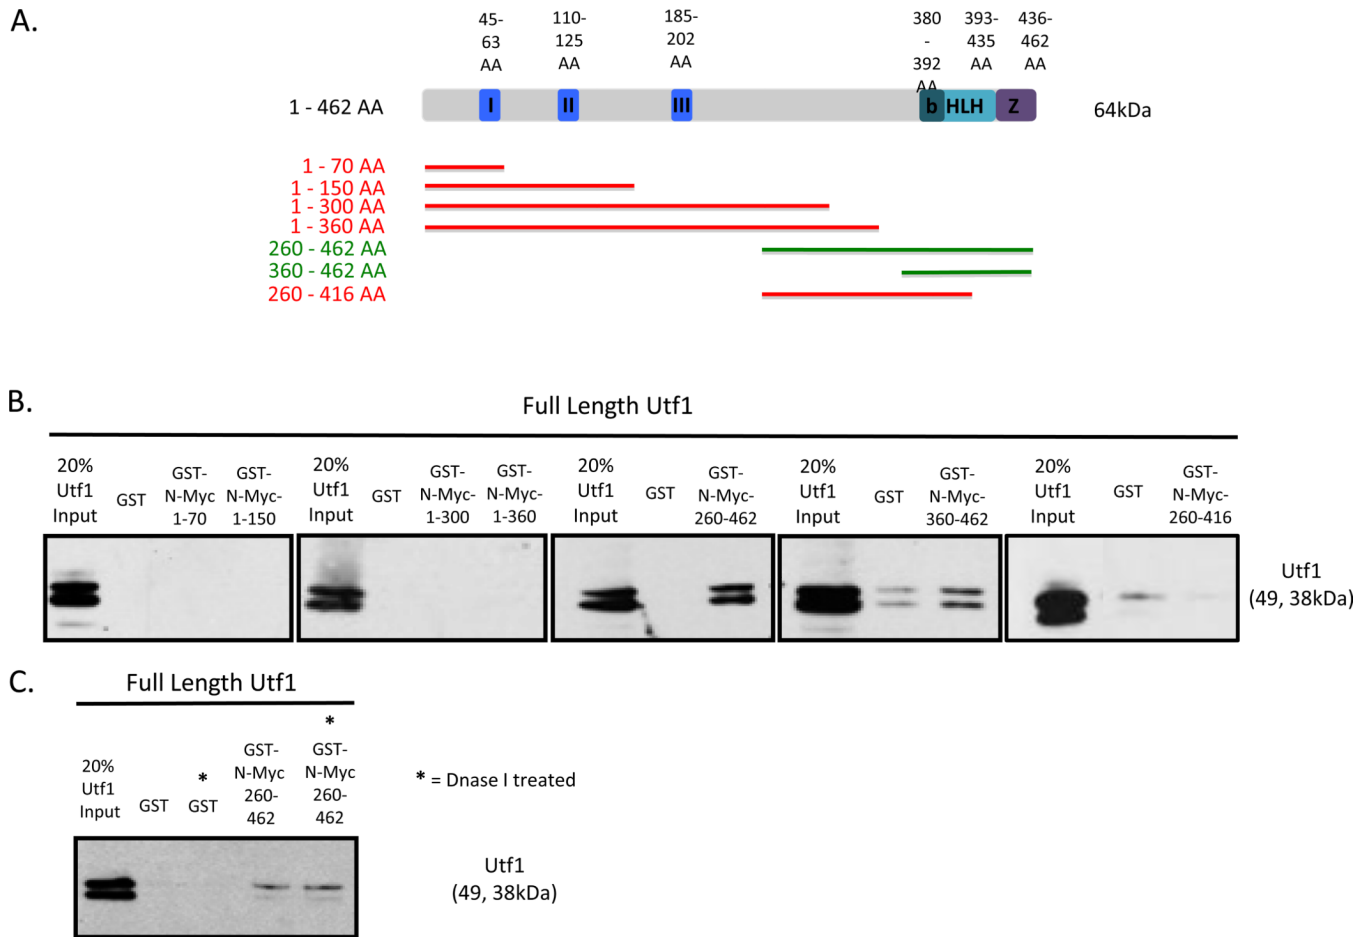 A.
45-
63
AA
110-
125
AA
185-
202
AA
380
-
392
AA
393-
435
AA
436-
462
AA
1 - 462 AA
I
II
III
b
HLH
Z
64kDa
1 - 70 AA
1 - 150 AA
1 - 300 AA
1 - 360 AA
260 - 462 AA
360 - 462 AA
260 - 416 AA
B.
Full Length Utf1
20%
Utf1
Input
GST
GST-
N-Myc
1-70
GST-
N-Myc-
1-150
20%
Utf1
Input
GST
GST-
N-Myc-
1-300
GST-
N-Myc-
1-360
20%
Utf1
Input
GST
GST-
N-Myc-
260-462
20%
Utf1
Input
GST
GST-
N-Myc-
360-462
20%
Utf1
Input
GST
GST-
N-Myc-
260-416
Utf1
(49, 38kDa)
C.
Full Length Utf1
20%
Utf1
Input
GST
*
GST
GST-
N-Myc
260-
462
*
GST-
N-Myc
260-
462
* = Dnase I treated
Utf1
(49, 38kDa)